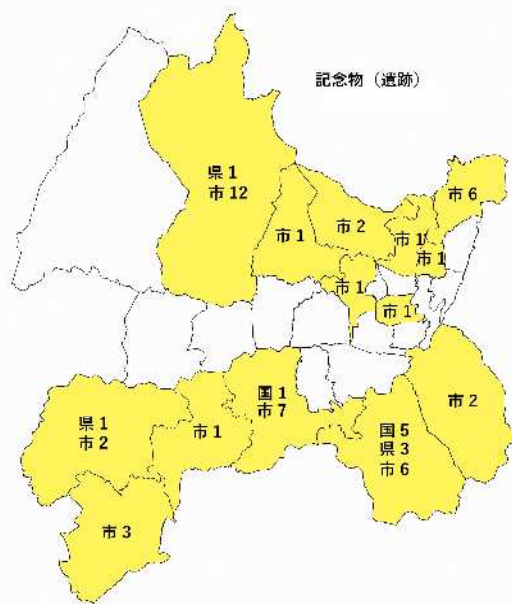 記念物（遺跡）
県 1
市 12
市 6
市 2
市 1
市 1
市 1
市 1
市 1
国 1
市 7
県 1
市 2
市 1
市 2
国 5
県 3
市 6
市 3